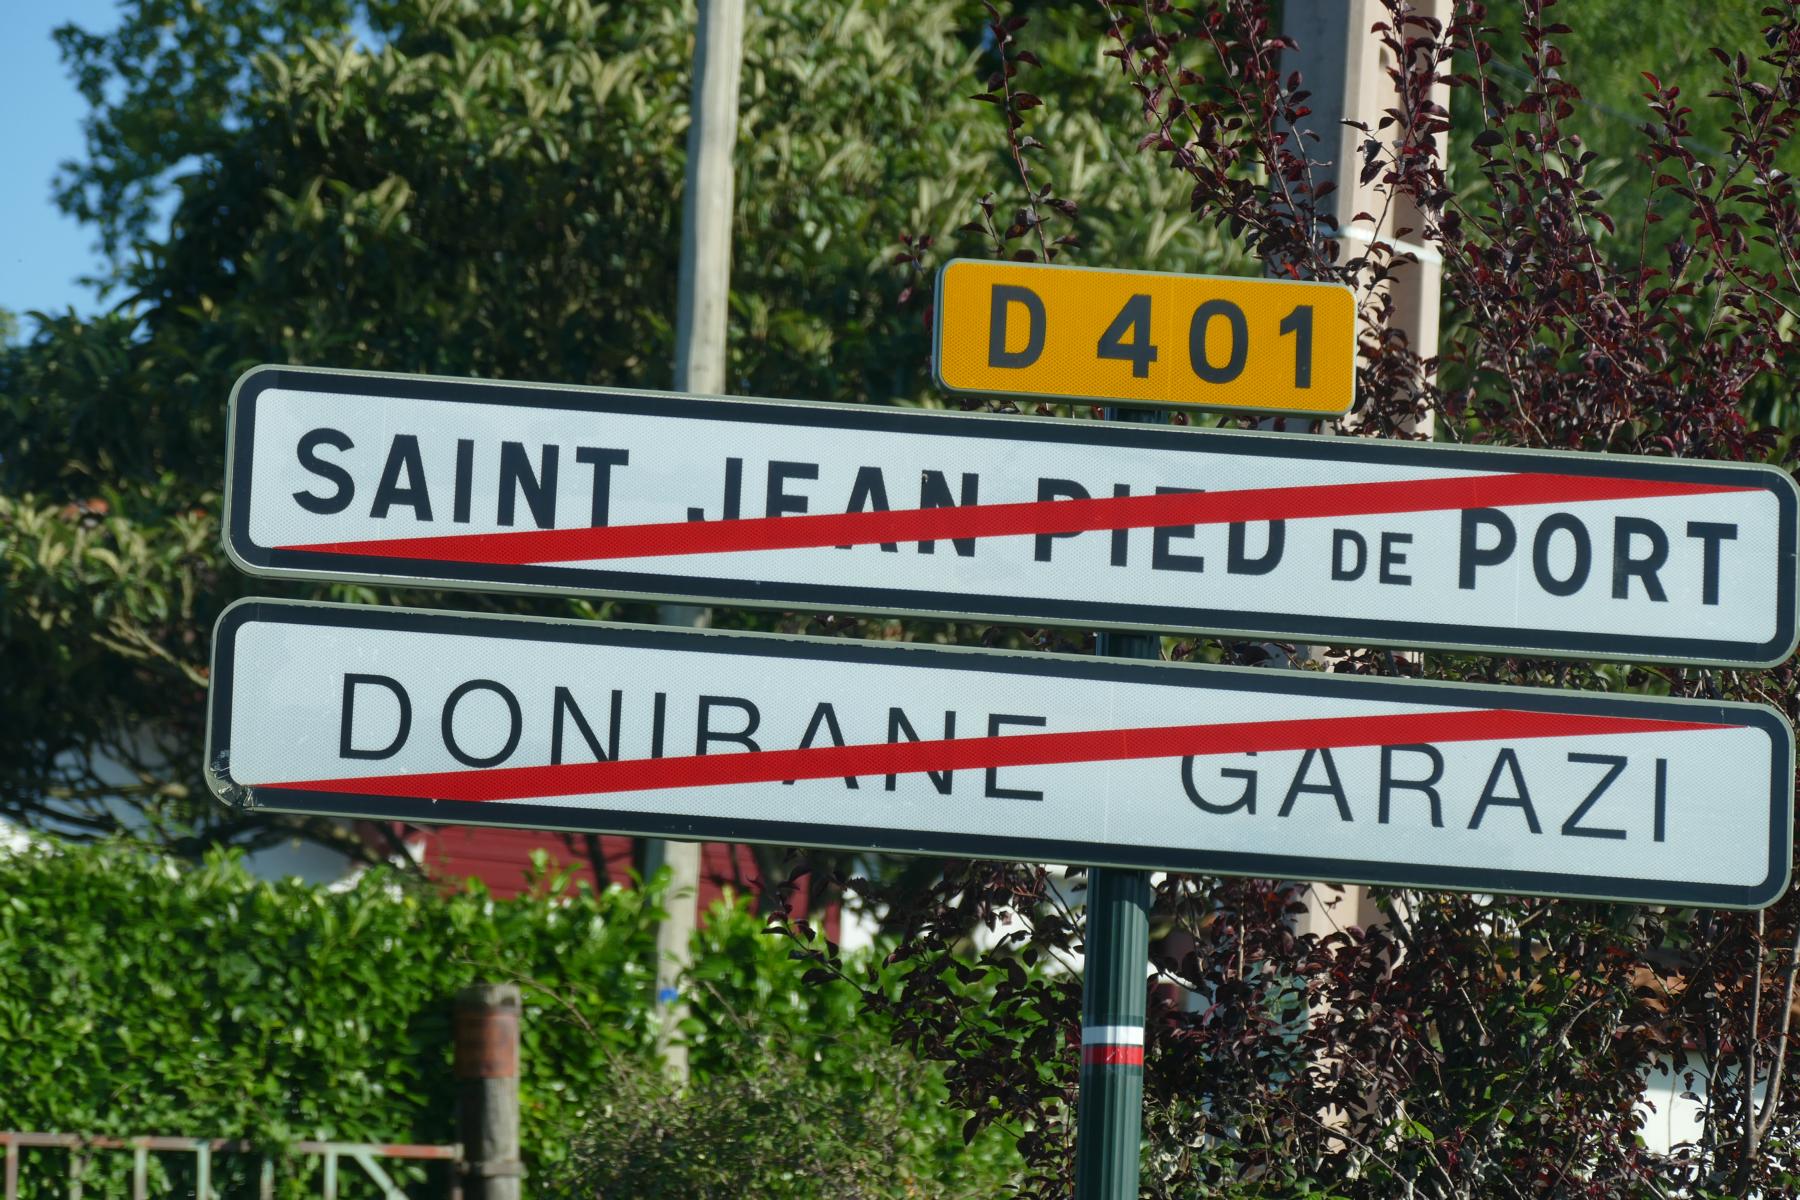 D 401
SAINT JEAN PIED DE PORT
DONIBANE GARAZI